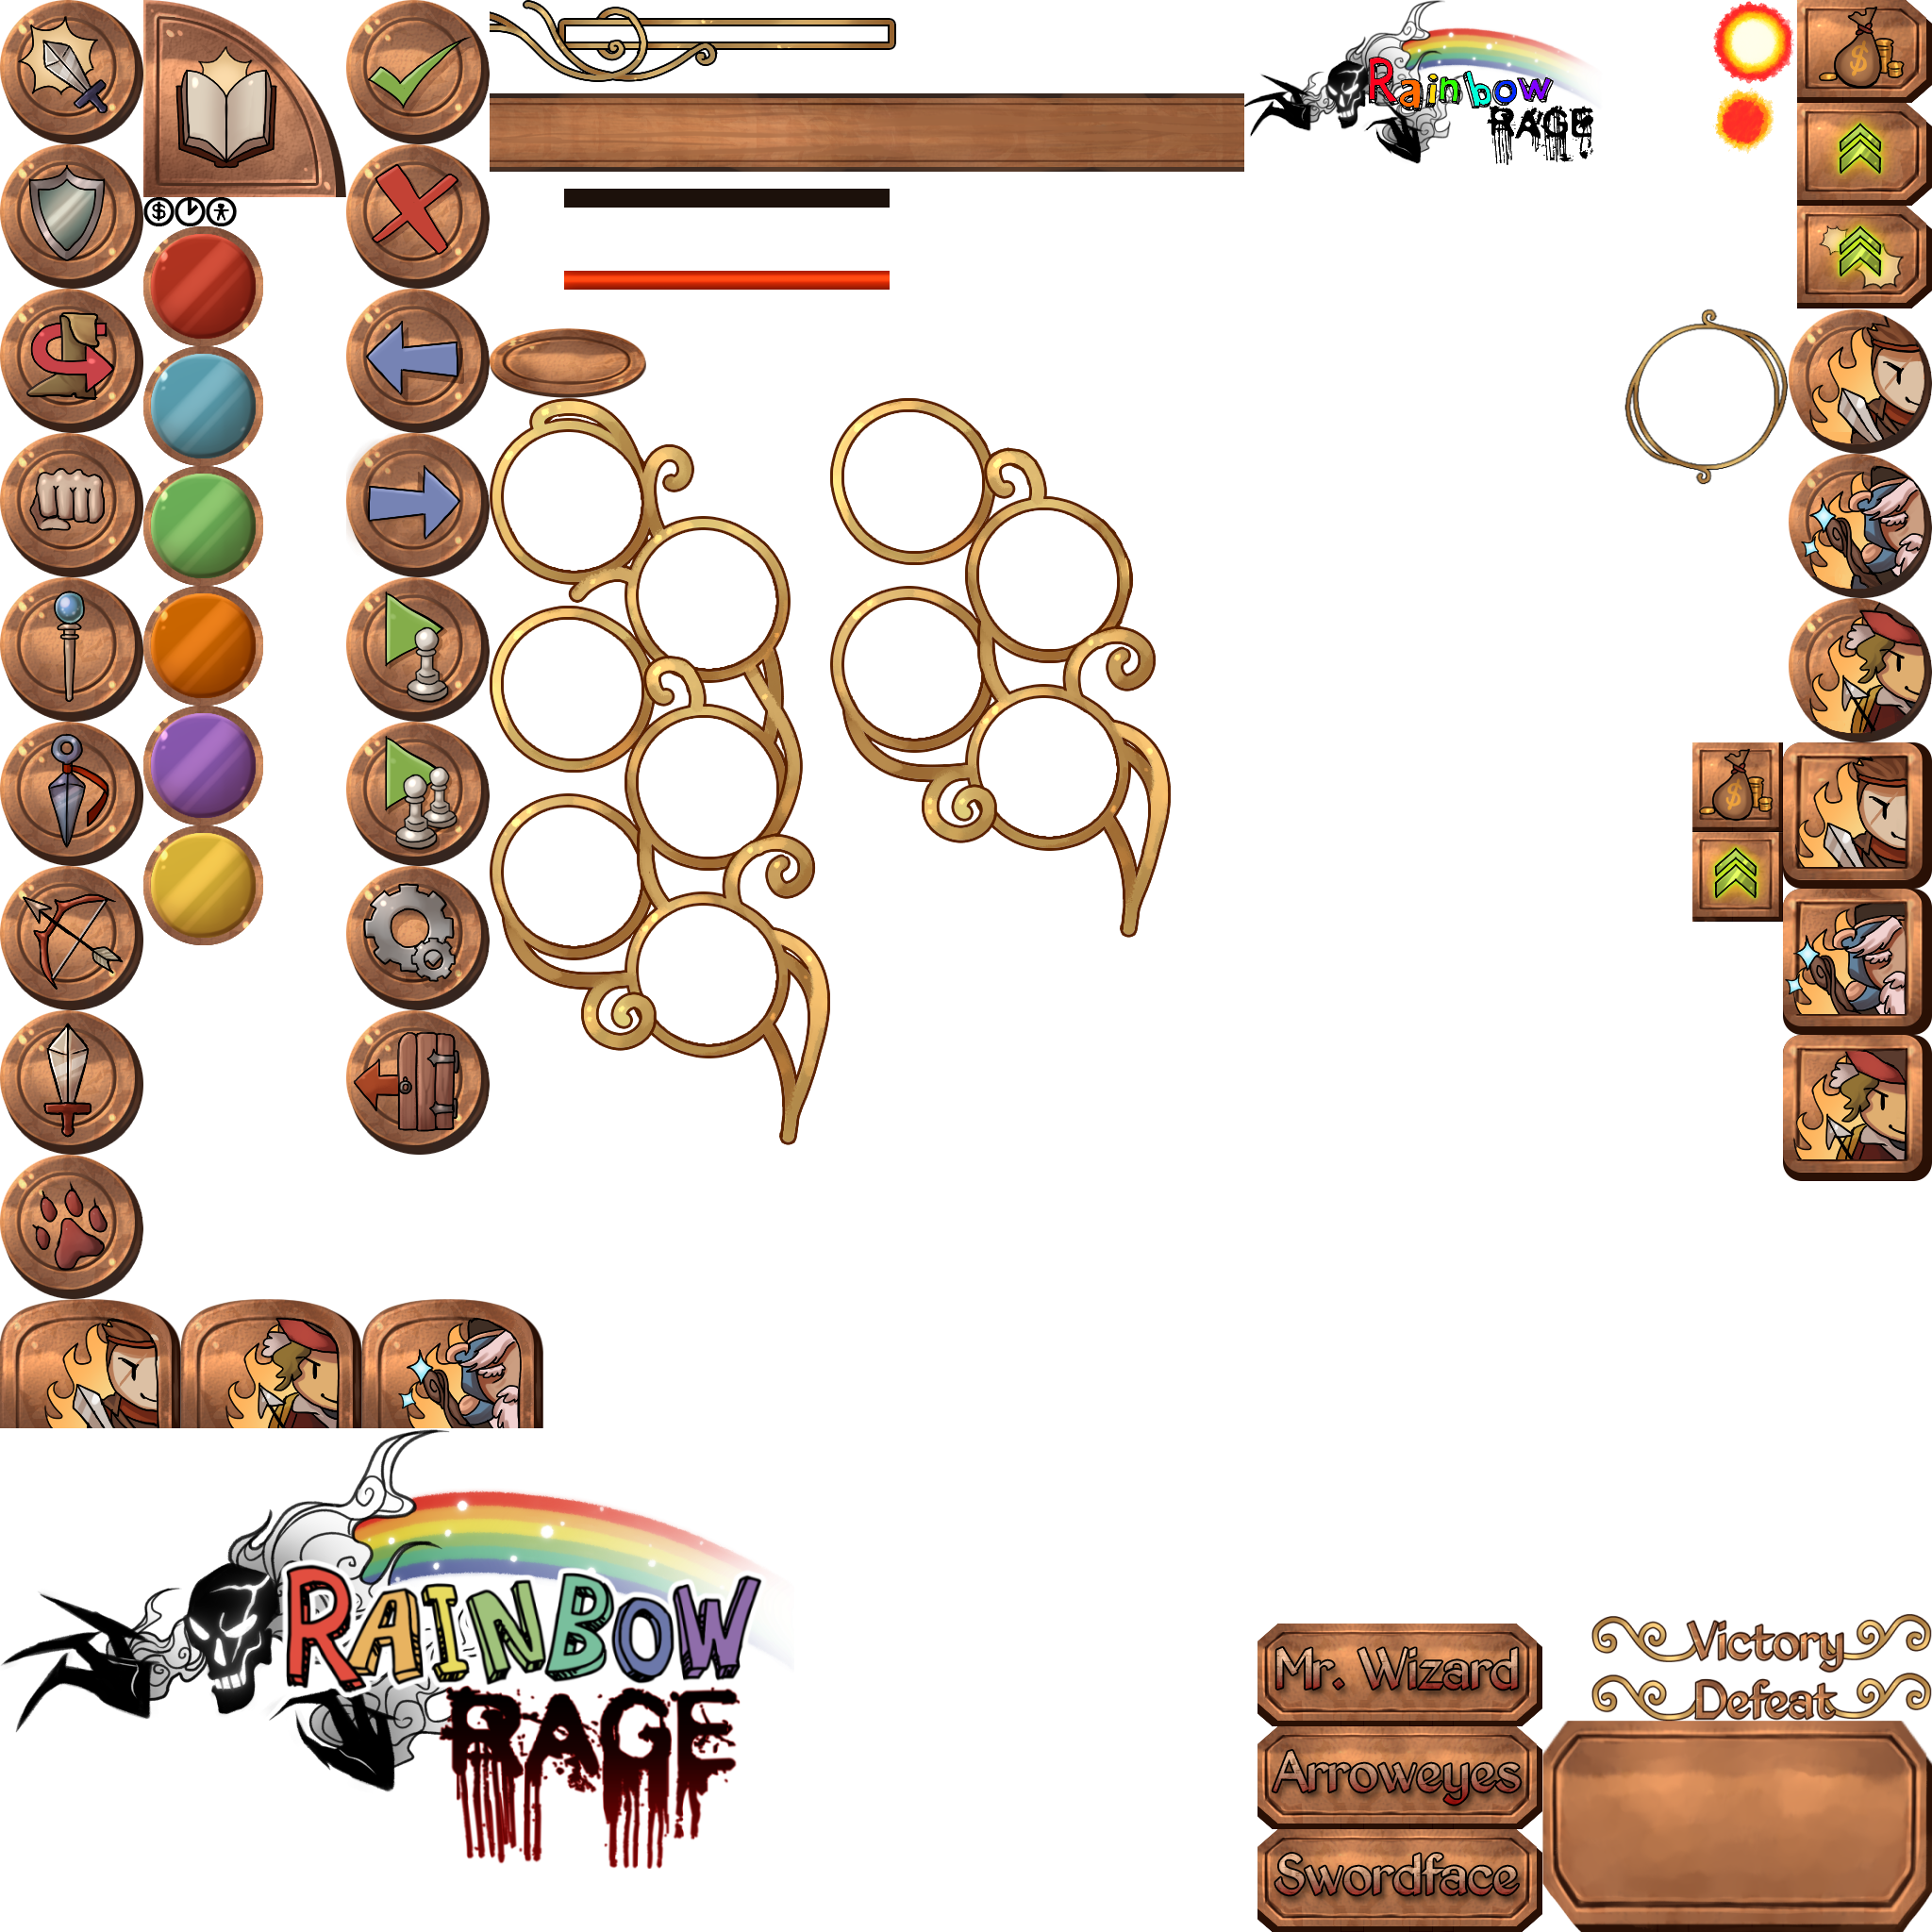 Rainbow
RAGE
$
$
$
RAINBOW
RAGE
Victory
Defeat
Mr. Wizard
Arroweyes
Swordface